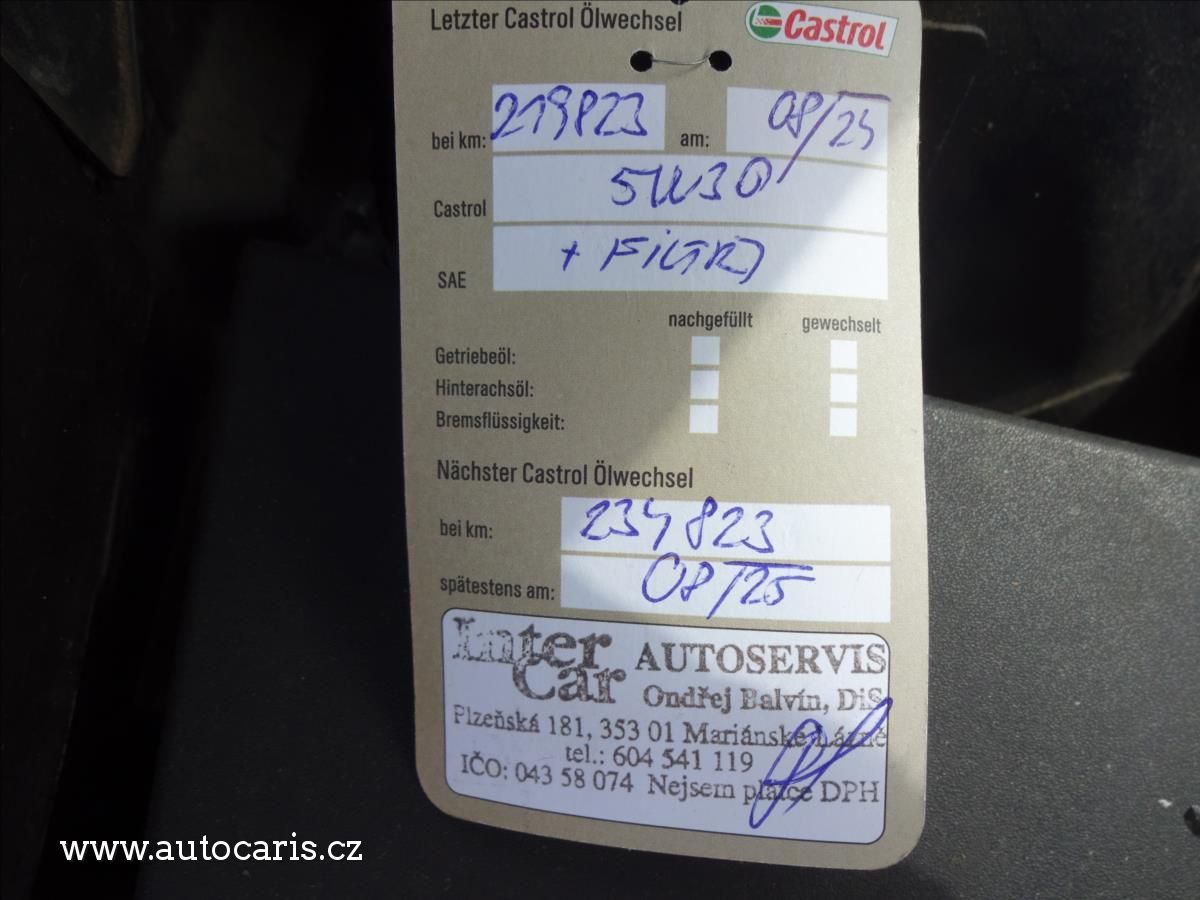 Letzter Castrol Ölwechsel
Castrol
bei km: 219823 am: 08/24
Castrol 5W30
SAE + FILTRY
nachgefüllt gewechselt
Getriebeöl:
Hinterachsöl:
Bremsflüssigkeit:
Nächster Castrol Ölwechsel
bei km: 234823
spätestens am: 08/25
Inter Car AUTOSERVIS
Ondřej Balvín, DiS
Plzeňská 181, 353 01 Mariánské Lázně
tel.: 604 541 119
IČO: 043 58 074 Nejsem plátce DPH
www.autocaris.cz